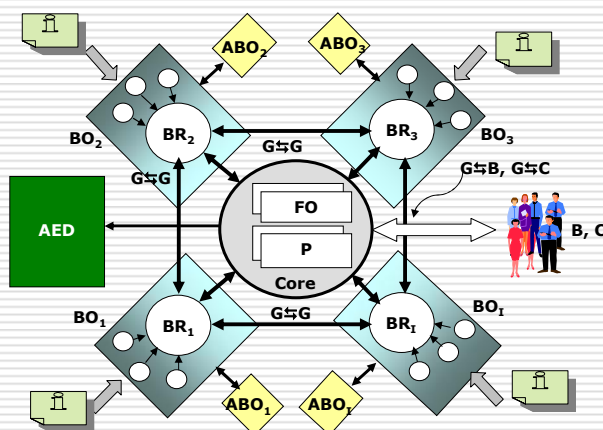 i
ABO₂
ABO₃
i
BR₂
BR₃
BO₂
BO₃
G⇆G
G⇆B, G⇆C
G⇆G
FO
AED
B, C
P
Core
BO₁
BOI
G⇆G
BR₁
BRI
i
ABO₁
ABOI
i